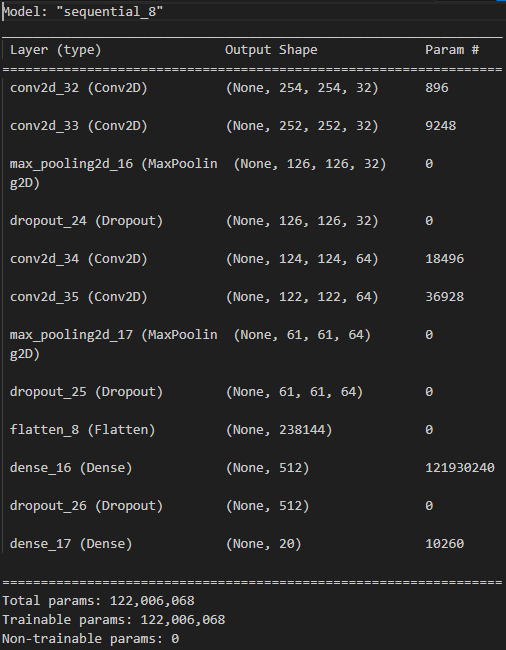 Model: "sequential_8"
_________________________________________________________________
Layer (type) Output Shape Param #
=================================================================
conv2d_32 (Conv2D) (None, 254, 254, 32) 896
conv2d_33 (Conv2D) (None, 252, 252, 32) 9248
max_pooling2d_16 (MaxPoolin (None, 126, 126, 32) 0
g2D)
dropout_24 (Dropout) (None, 126, 126, 32) 0
conv2d_34 (Conv2D) (None, 124, 124, 64) 18496
conv2d_35 (Conv2D) (None, 122, 122, 64) 36928
max_pooling2d_17 (MaxPoolin (None, 61, 61, 64) 0
g2D)
dropout_25 (Dropout) (None, 61, 61, 64) 0
flatten_8 (Flatten) (None, 238144) 0
dense_16 (Dense) (None, 512) 121930240
dropout_26 (Dropout) (None, 512) 0
dense_17 (Dense) (None, 20) 10260
=================================================================
Total params: 122,006,068
Trainable params: 122,006,068
Non-trainable params: 0